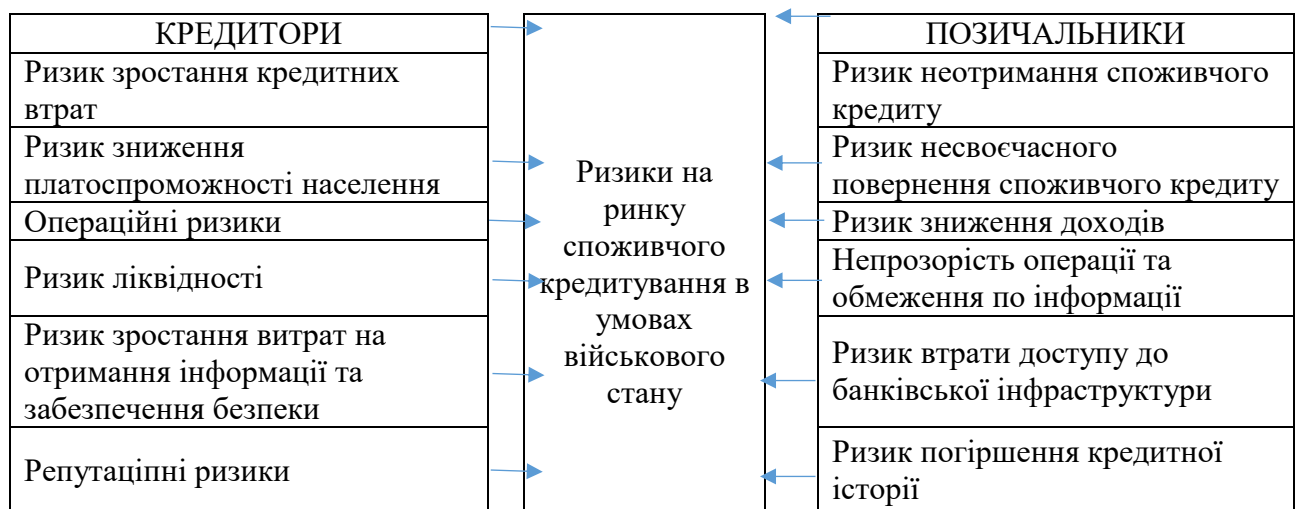 КРЕДИТОРИ
Ризик зростання кредитних
втрат
Ризик зниження
платоспроможності населення
Операційні ризики
Ризик ліквідності
Ризик зростання витрат на
отримання інформації та
забезпечення безпеки
Репутаціпні ризики
Ризики на
ринку
споживчого
кредитування в
умовах
військового
стану
ПОЗИЧАЛЬНИКИ
Ризик неотримання споживчого
кредиту
Ризик несвоєчасного
повернення споживчого кредиту
Ризик зниження доходів
Непрозорість операції та
обмеження по інформації
Ризик втрати доступу до
банківської інфраструктури
Ризик погіршення кредитної
історії